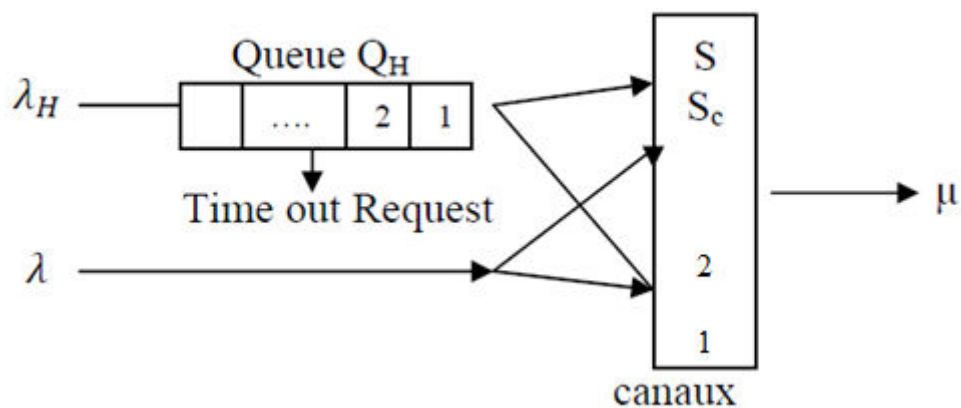 Queue Q_H
λ_H
.... 2 1
Time out Request
λ
S
S_c
2
1
μ
canaux